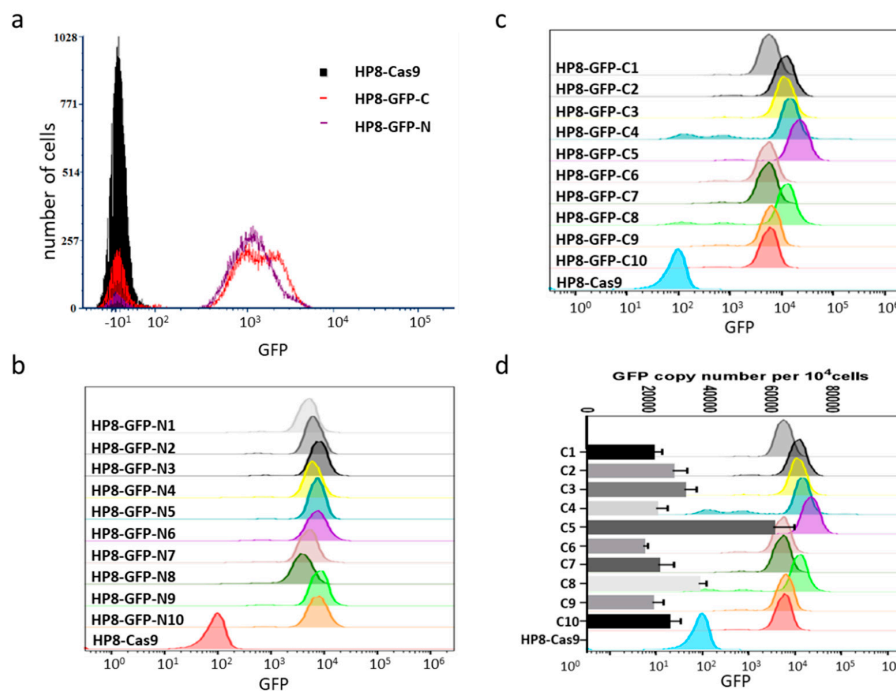 a
1028
771
514
257
0
number of cells
HP8-Cas9
HP8-GFP-C
HP8-GFP-N
-10¹ 10² 10³ 10⁴ 10⁵
GFP
b
HP8-GFP-N1
HP8-GFP-N2
HP8-GFP-N3
HP8-GFP-N4
HP8-GFP-N5
HP8-GFP-N6
HP8-GFP-N7
HP8-GFP-N8
HP8-GFP-N9
HP8-GFP-N10
HP8-Cas9
10⁰ 10¹ 10² 10³ 10⁴ 10⁵ 10⁶
GFP
c
HP8-GFP-C1
HP8-GFP-C2
HP8-GFP-C3
HP8-GFP-C4
HP8-GFP-C5
HP8-GFP-C6
HP8-GFP-C7
HP8-GFP-C8
HP8-GFP-C9
HP8-GFP-C10
HP8-Cas9
10⁰ 10¹ 10² 10³ 10⁴ 10⁵
GFP
d
GFP copy number per 10⁴cells
0 20000 40000 60000 80000
C1
C2
C3
C4
C5
C6
C7
C8
C9
C10
HP8-Cas9
10⁰ 10¹ 10² 10³ 10⁴ 10⁵
GFP